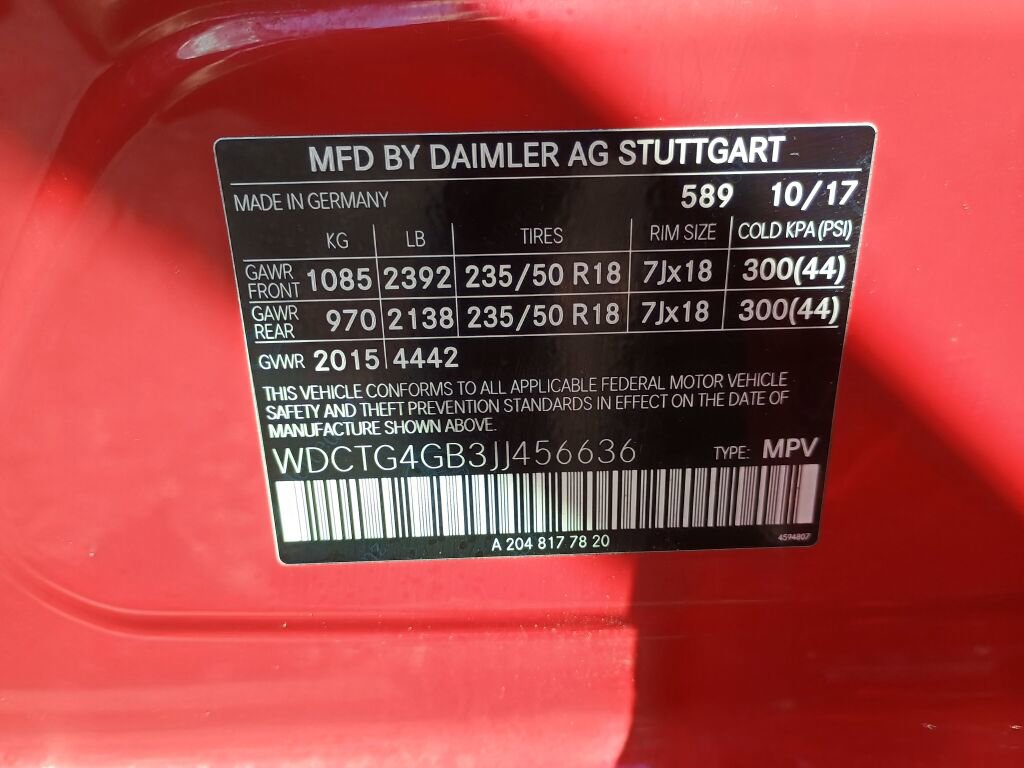 MFD BY DAIMLER AG STUTTGART
MADE IN GERMANY 589 10/17
KG LB TIRES RIM SIZE COLD KPA (PSI)
GAWR FRONT 1085 2392 235/50 R18 7Jx18 300(44)
GAWR REAR 970 2138 235/50 R18 7Jx18 300(44)
GVWR 2015 4442
THIS VEHICLE CONFORMS TO ALL APPLICABLE FEDERAL MOTOR VEHICLE
SAFETY AND THEFT PREVENTION STANDARDS IN EFFECT ON THE DATE OF
MANUFACTURE SHOWN ABOVE.
WDCTG4GB3JJ456636 TYPE: MPV
A 204 817 78 20 4594807